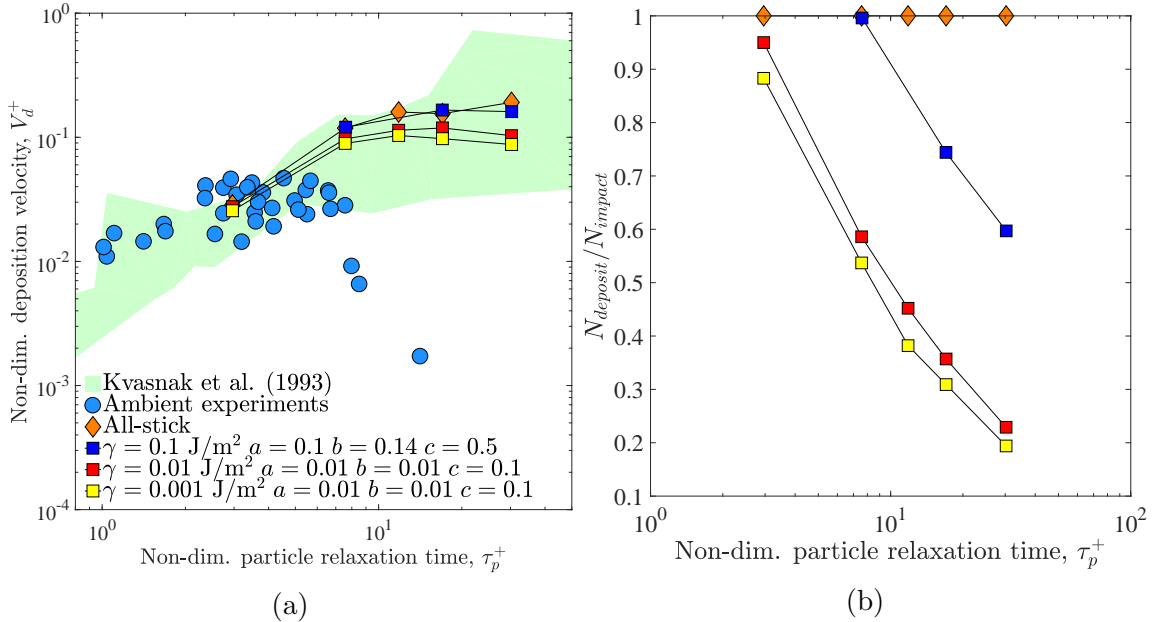 10^0
10^-1
10^-2
10^-3
10^-4
Non-dim. deposition velocity, V_d^+
Kvasnak et al. (1993)
Ambient experiments
All-stick
γ = 0.1 J/m² a = 0.1 b = 0.14 c = 0.5
γ = 0.01 J/m² a = 0.01 b = 0.01 c = 0.1
γ = 0.001 J/m² a = 0.01 b = 0.01 c = 0.1
10^0 10^1
Non-dim. particle relaxation time, τ_p^+
(a)
1
0.9
0.8
0.7
0.6
0.5
0.4
0.3
0.2
0.1
N_deposit/N_impact
10^0 10^1 10^2
Non-dim. particle relaxation time, τ_p^+
(b)